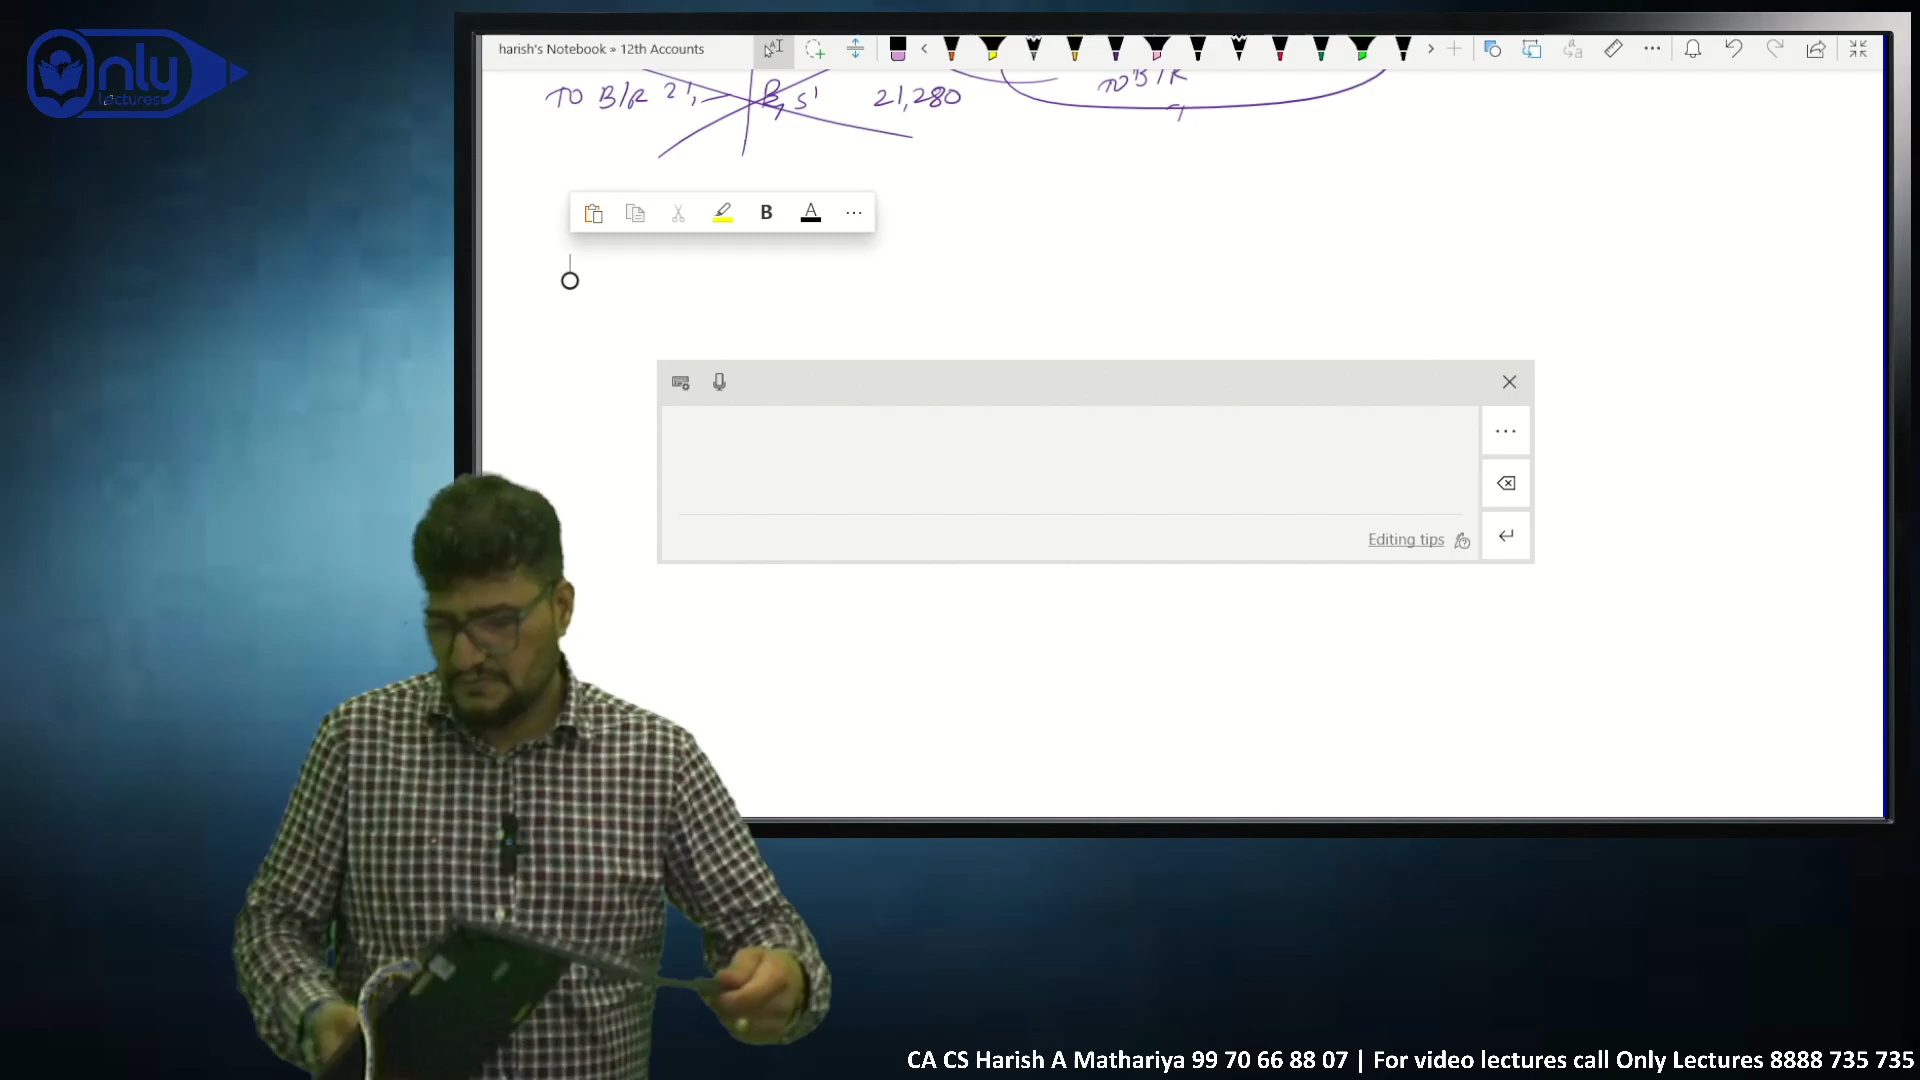 Only
Lectures
harish's Notebook » 12th Accounts
TO B/R
21,280
TO B/R
B
A
Editing tips
CA CS Harish A Mathariya 99 70 66 88 07 | For video lectures call Only Lectures 8888 735 735